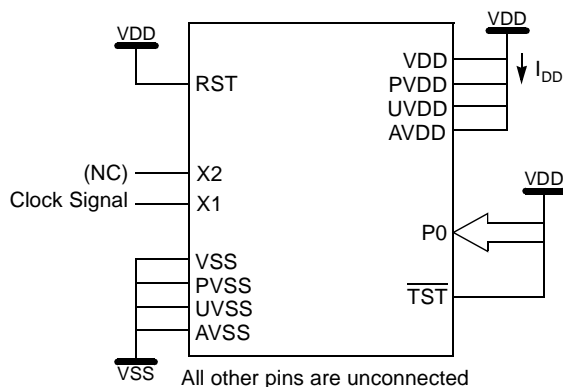 VDD
RST
(NC)
X2
Clock Signal
X1
VSS
PVSS
UVSS
AVSS
VSS
VDD
VDD
PVDD
UVDD
AVDD
I_DD
VDD
P0
TST
All other pins are unconnected